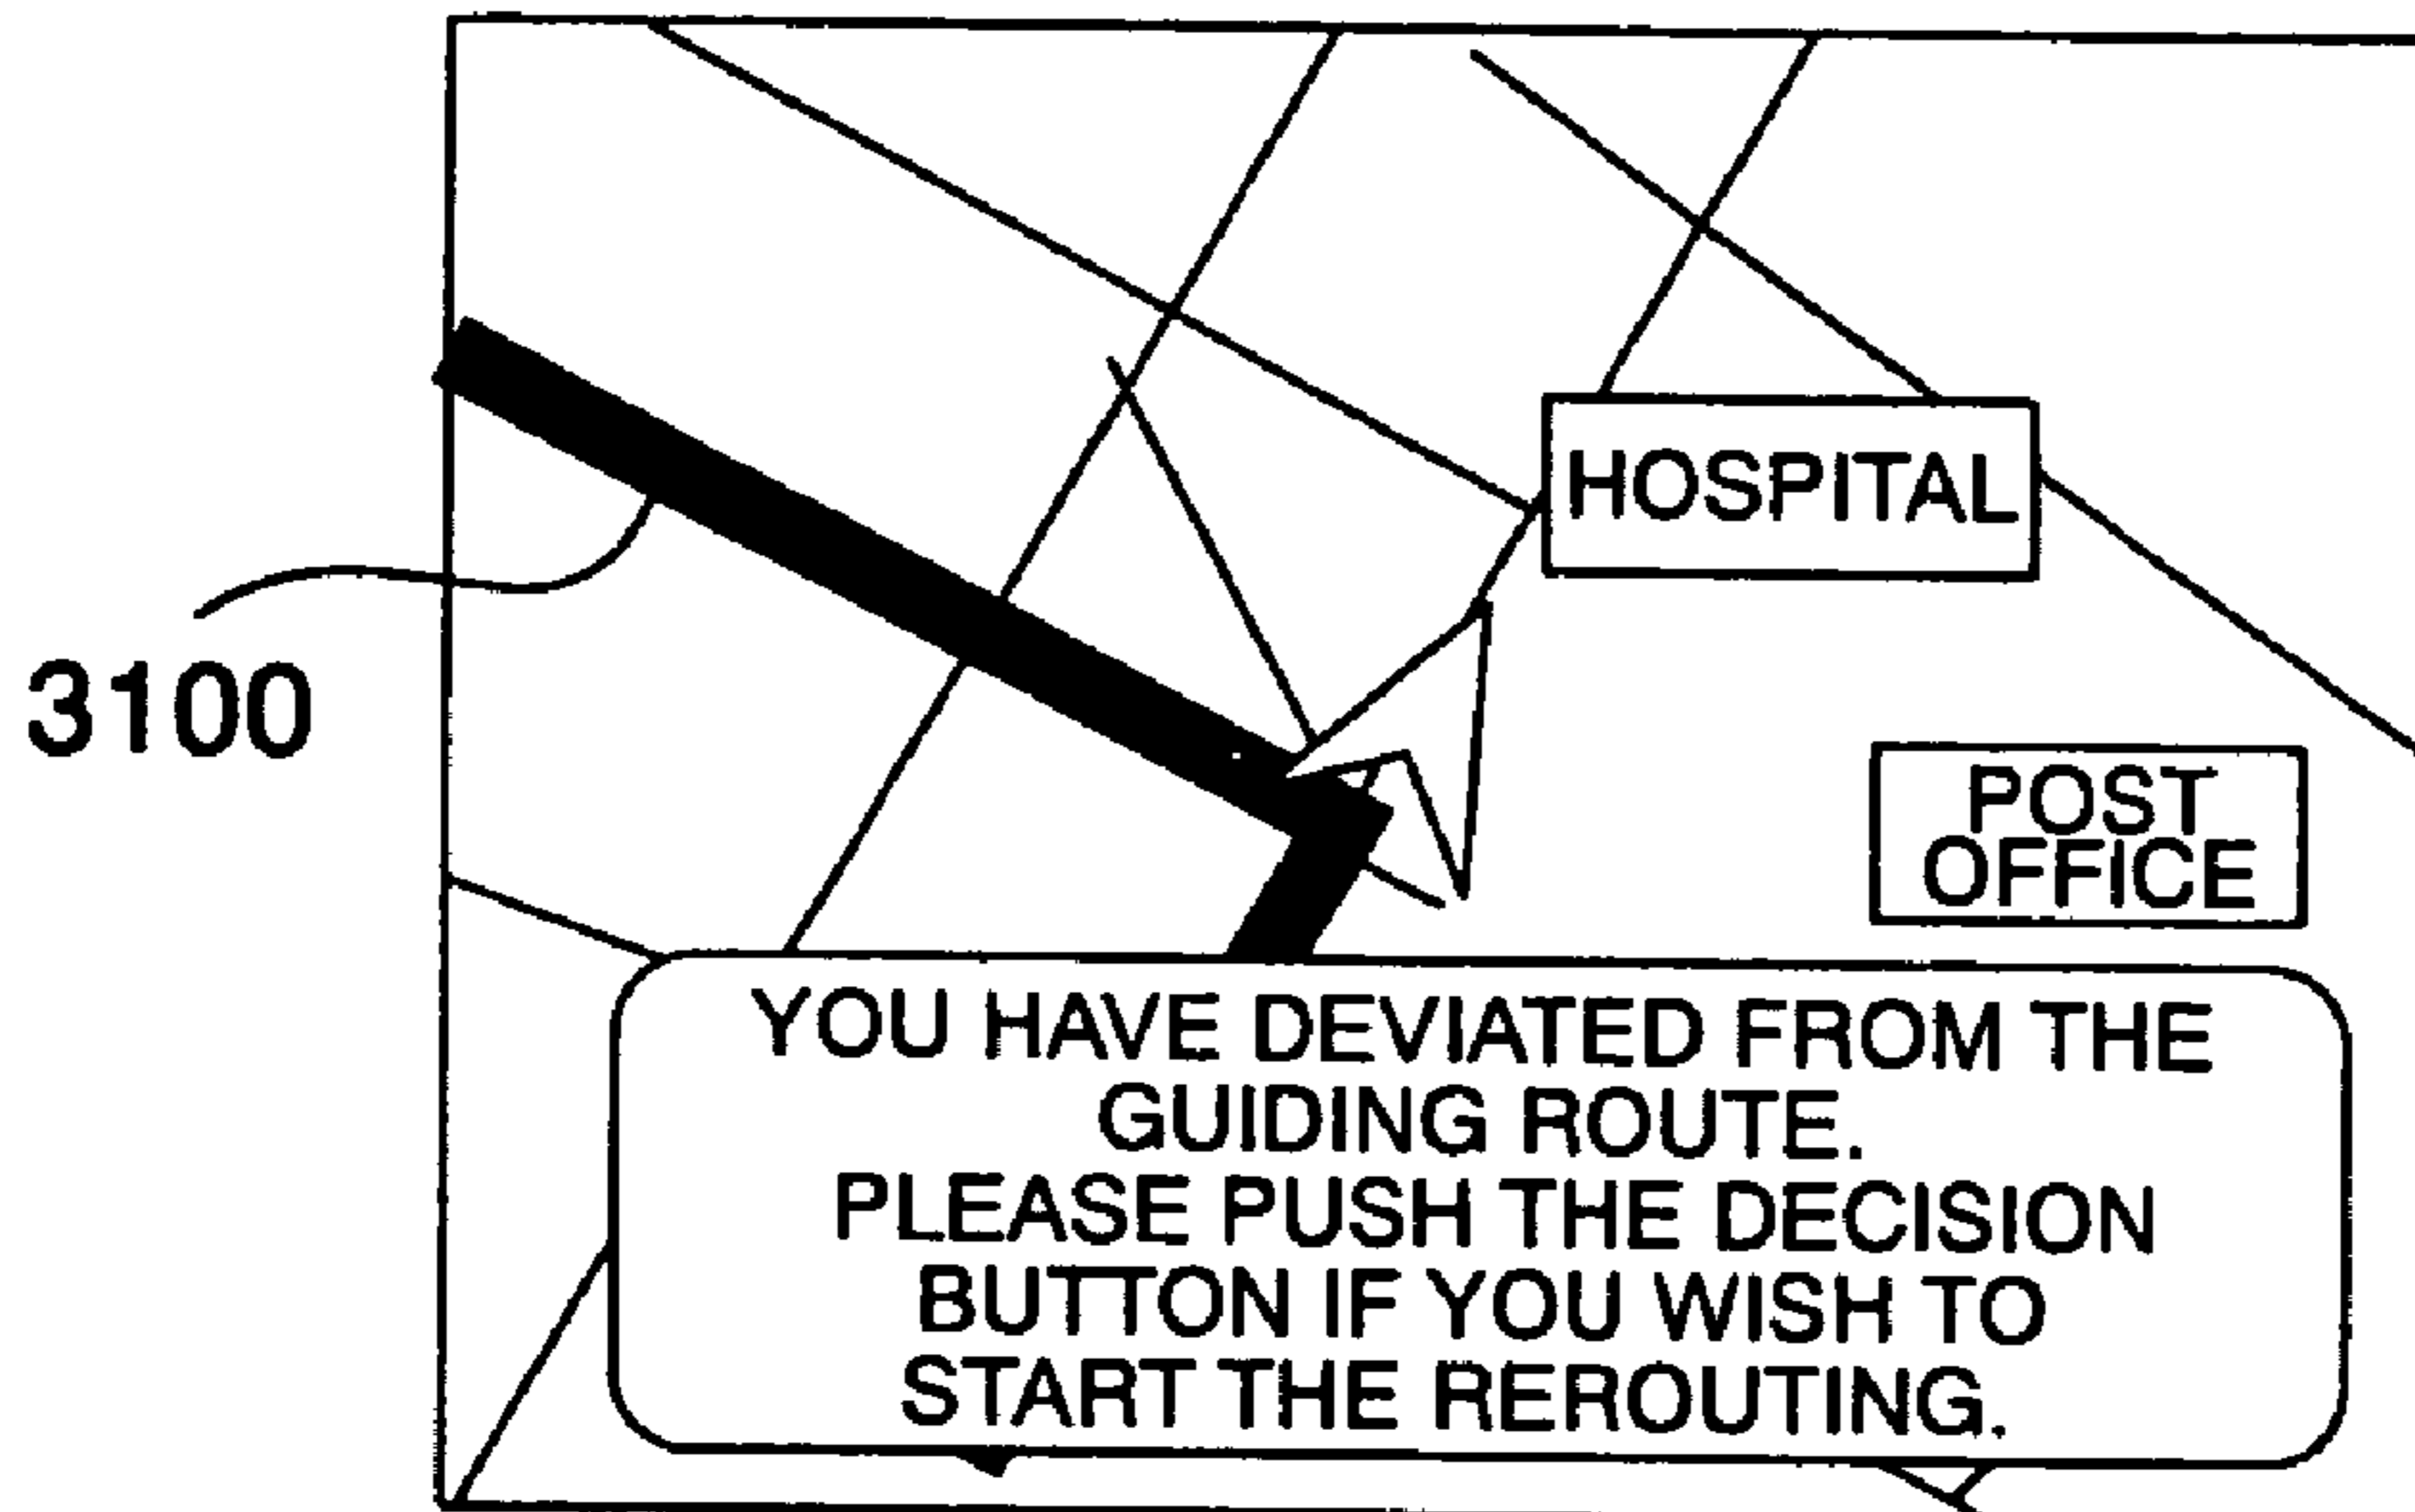 HOSPITAL
3100
POST
OFFICE
YOU HAVE DEVIATED FROM THE
GUIDING ROUTE.
PLEASE PUSH THE DECISION
BUTTON IF YOU WISH TO
START THE REROUTING.